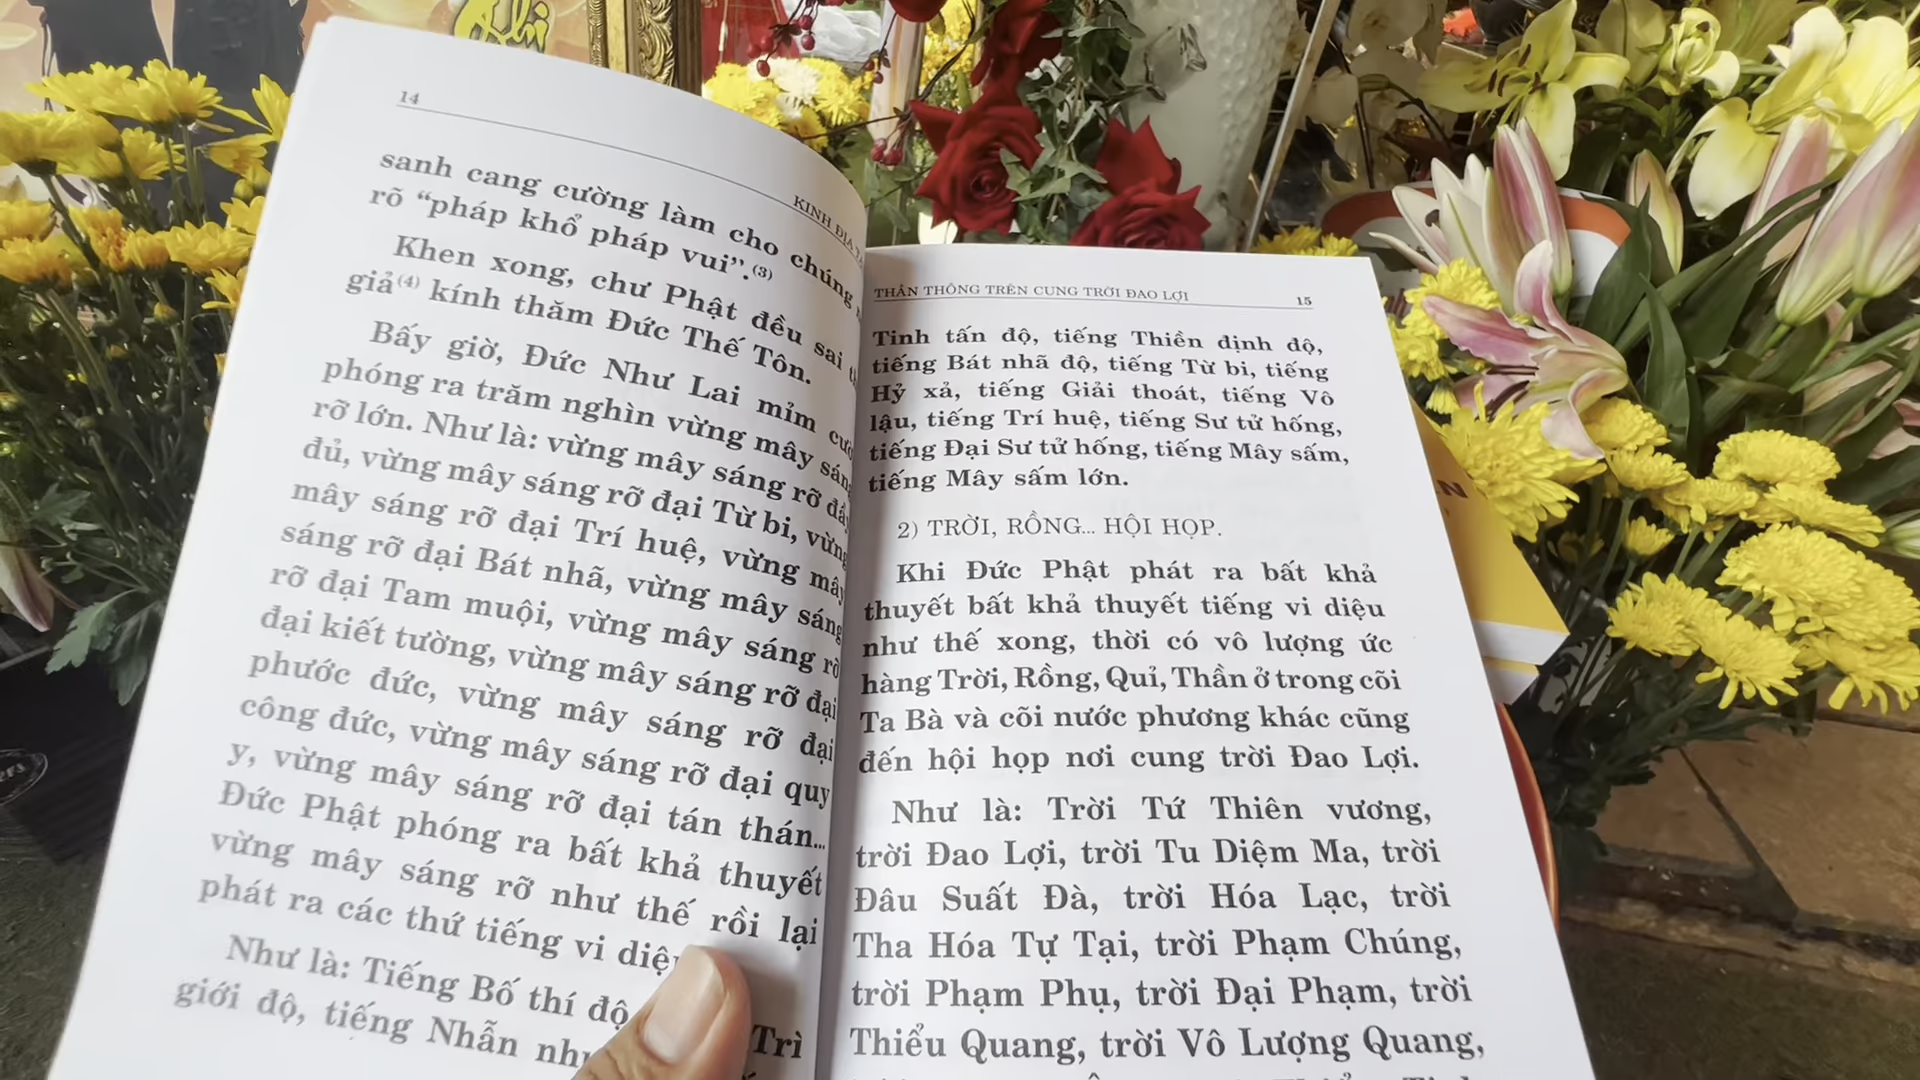 14
KINH ĐỊA
sanh cang cường làm cho chúng
rõ “pháp khổ pháp vui”.(3)
Khen xong, chư Phật đều sai
giả(4) kính thăm Đức Thế Tôn.
Bấy giờ, Đức Như Lai mỉm
phóng ra trăm nghìn vừng mây sáng
rỡ lớn. Như là: vừng mây sáng rỡ đầy
đủ, vừng mây sáng rỡ đại Từ bi, vừng
mây sáng rỡ đại Trí huệ, vừng mây
sáng rỡ đại Bát nhã, vừng mây sáng
rỡ đại Tam muội, vừng mây sáng rỡ
đại kiết tường, vừng mây sáng rỡ đại
phước đức, vừng mây sáng rỡ đại
công đức, vừng mây sáng rỡ đại quy
y, vừng mây sáng rỡ đại tán thán...
Đức Phật phóng ra bất khả thuyết
vừng mây sáng rỡ như thế rồi lại
phát ra các thứ tiếng vi
Như là: Tiếng Bố thí độ Trì
giới độ, tiếng Nhẫn
THẦN THÔNG TRÊN CUNG TRỜI ĐAO LỢI 15
Tinh tấn độ, tiếng Thiền định độ,
tiếng Bát nhã độ, tiếng Từ bi, tiếng
Hỷ xả, tiếng Giải thoát, tiếng Vô
lậu, tiếng Trí huệ, tiếng Sư tử hống,
tiếng Đại Sư tử hống, tiếng Mây sấm,
tiếng Mây sấm lớn.
2) TRỜI, RỒNG... HỘI HỌP.
Khi Đức Phật phát ra bất khả
thuyết bất khả thuyết tiếng vi diệu
như thế xong, thời có vô lượng ức
hàng Trời, Rồng, Quỉ, Thần ở trong cõi
Ta Bà và cõi nước phương khác cũng
đến hội họp nơi cung trời Đao Lợi.
Như là: Trời Tứ Thiên vương,
trời Đao Lợi, trời Tu Diệm Ma, trời
Đâu Suất Đà, trời Hóa Lạc, trời
Tha Hóa Tự Tại, trời Phạm Chúng,
trời Phạm Phụ, trời Đại Phạm, trời
Thiểu Quang, trời Vô Lượng Quang,